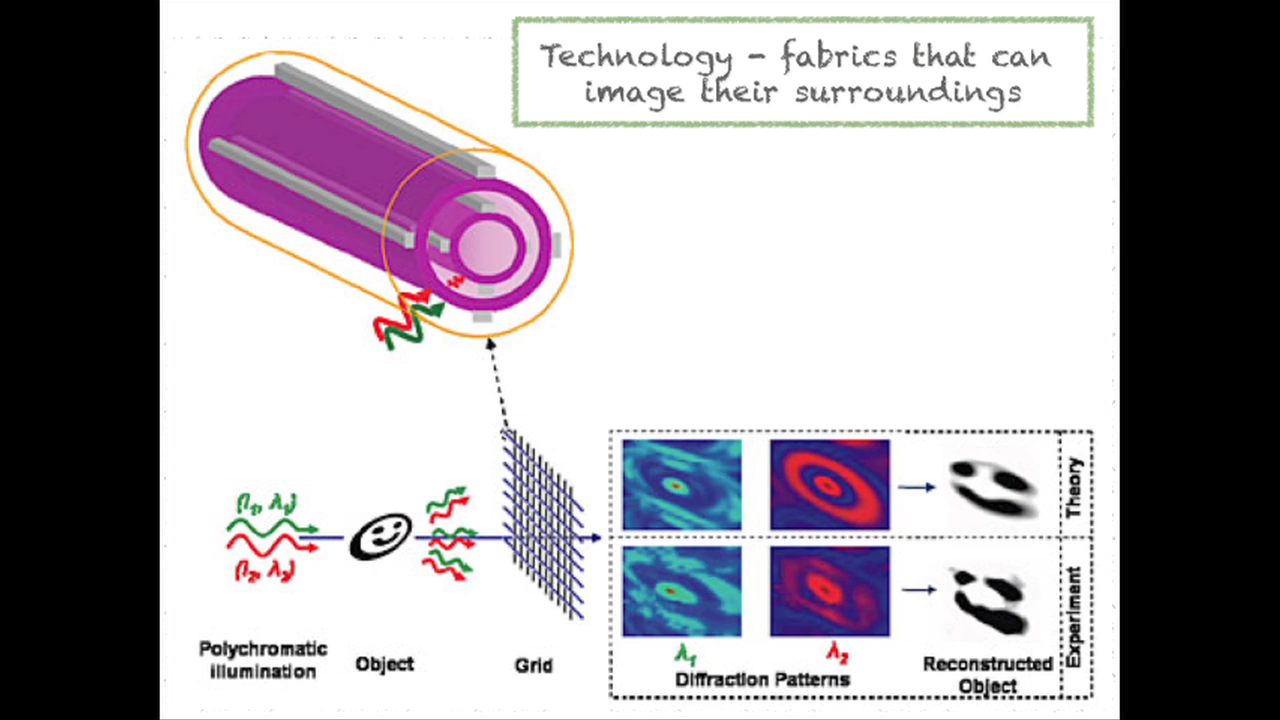 Technology - fabrics that can
image their surroundings
(I₁, λ₁)
(I₂, λ₂)
Polychromatic
illumination
Object
Grid
λ₁
λ₂
Diffraction Patterns
Reconstructed
Object
Theory
Experiment